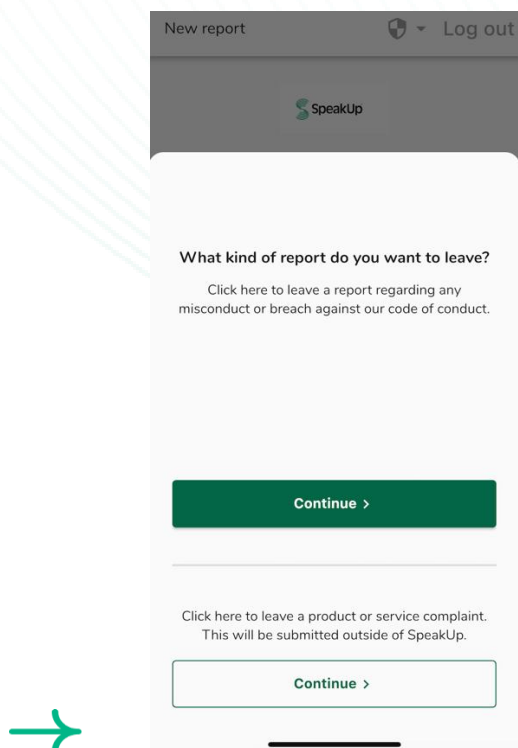 New report
Log out
SpeakUp
What kind of report do you want to leave?
Click here to leave a report regarding any
misconduct or breach against our code of conduct.
Continue >
Click here to leave a product or service complaint.
This will be submitted outside of SpeakUp.
Continue >